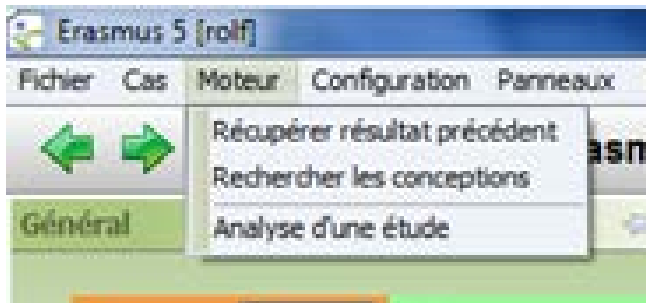 Erasmus 5 [rolf]
Fichier Cas Moteur Configuration Panneaux
Récupérer résultat précédent
Rechercher les conceptions
Général
Analyse d'une étude